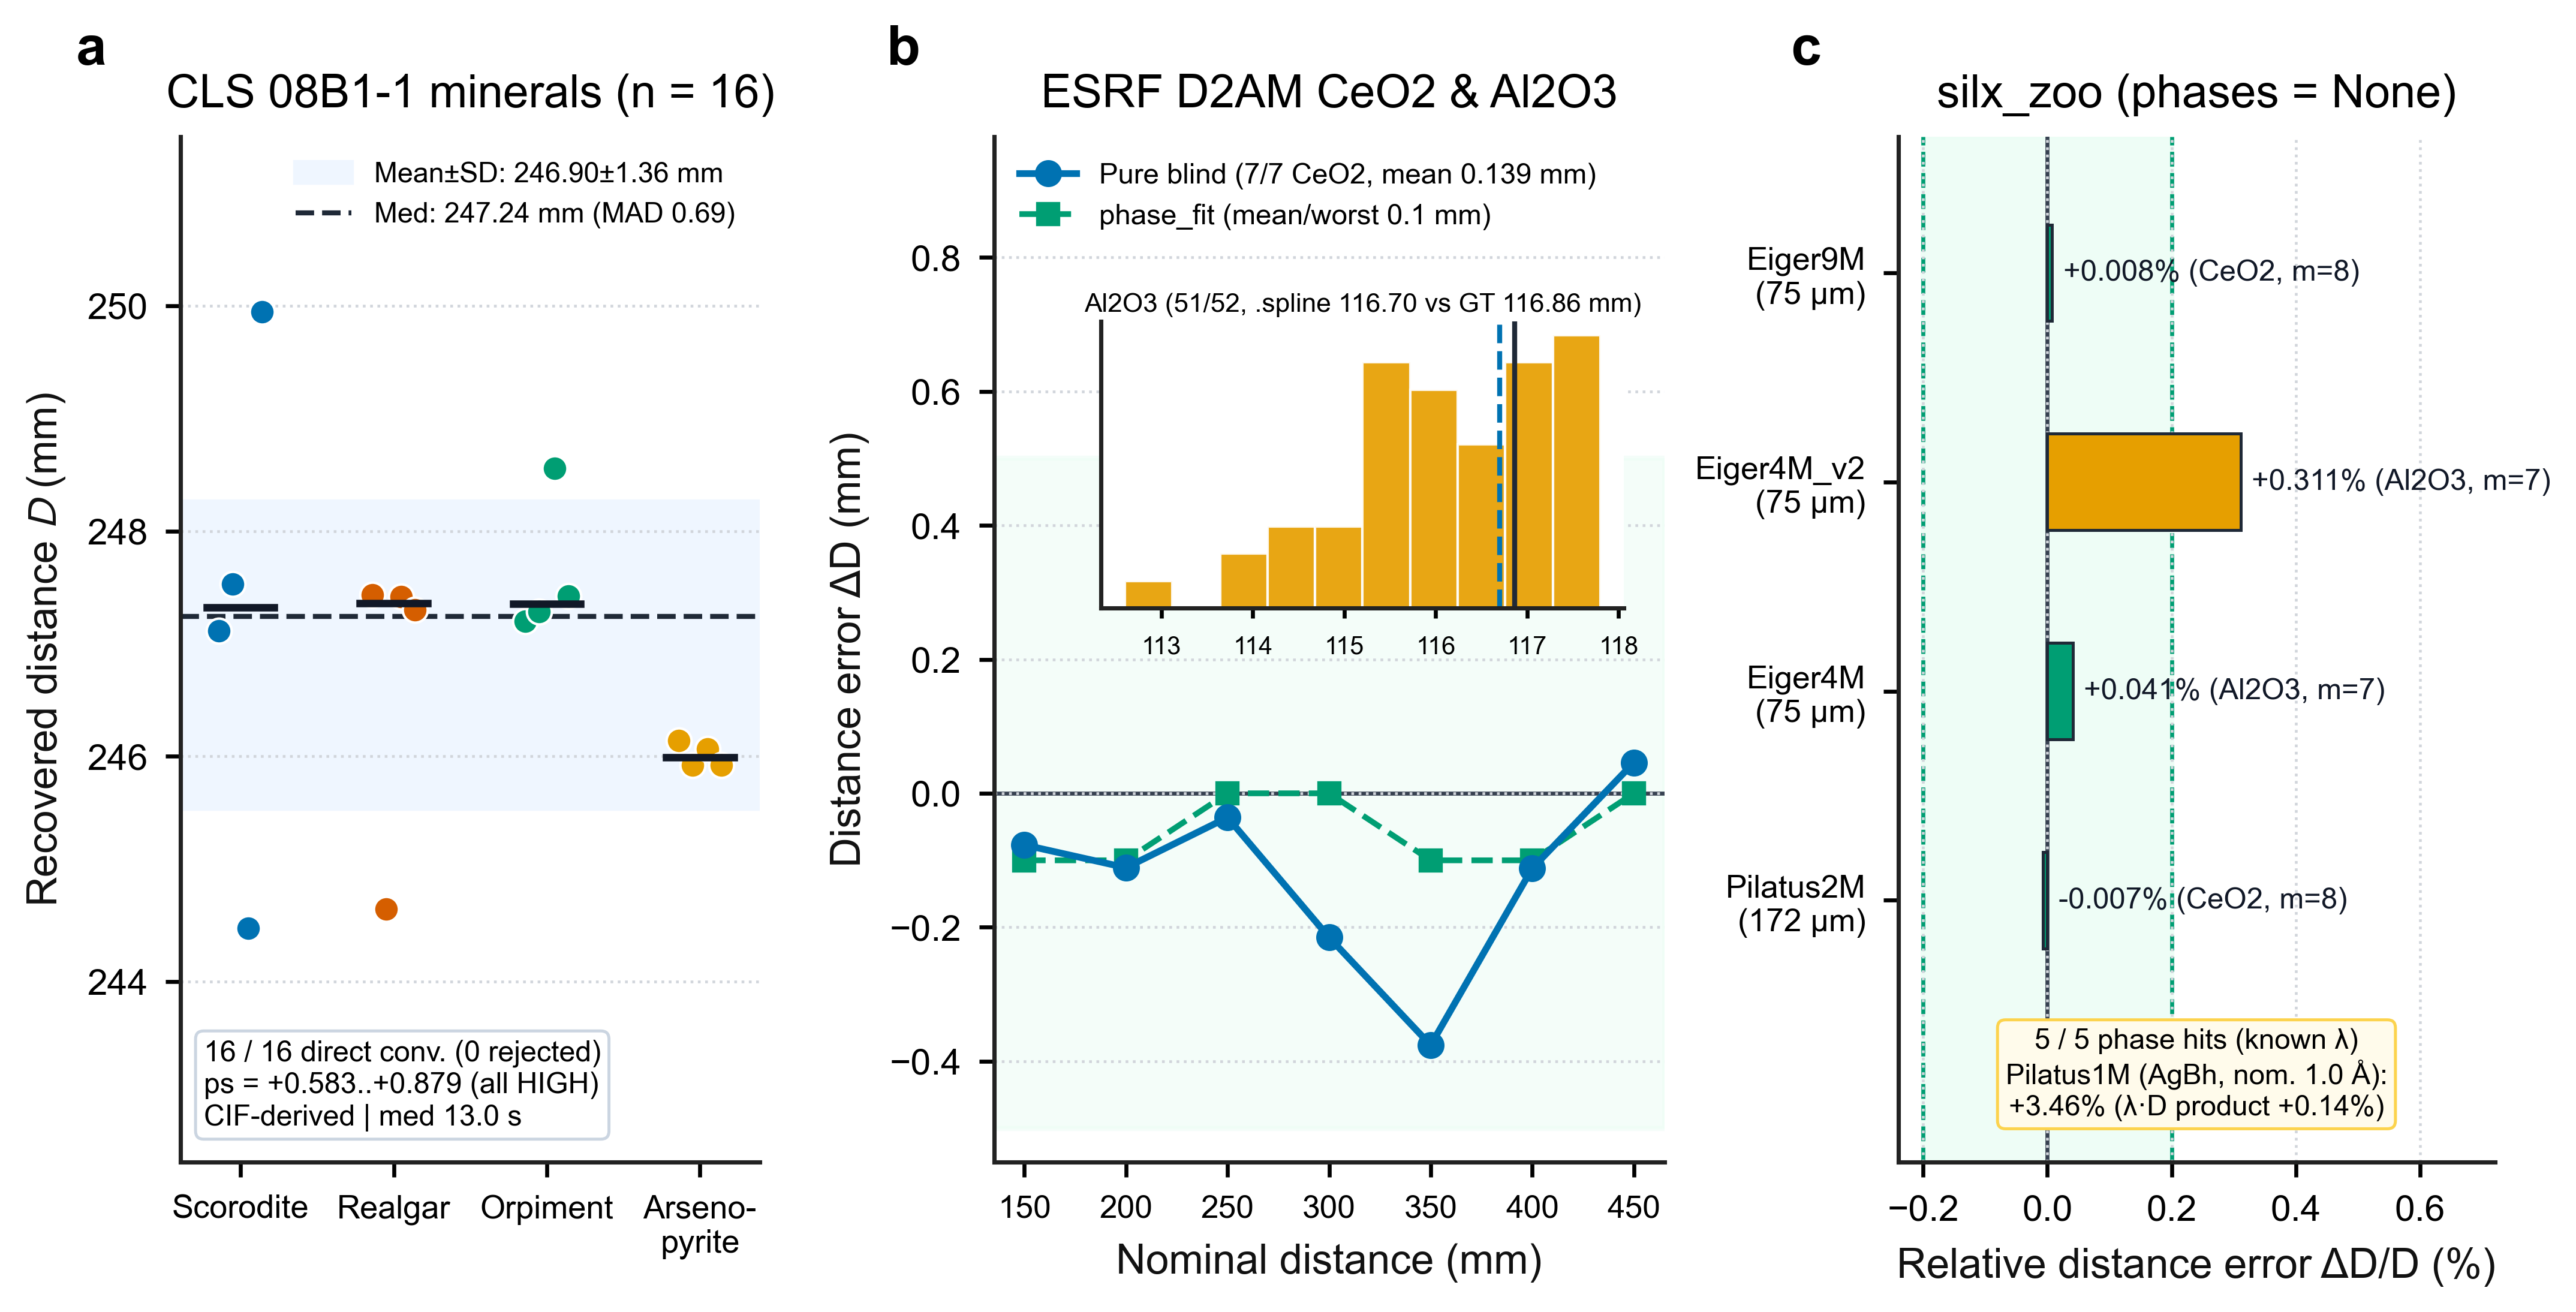 a
CLS 08B1-1 minerals (n = 16)
Mean±SD: 246.90±1.36 mm
Med: 247.24 mm (MAD 0.69)
Recovered distance D (mm)
250
248
246
244
16 / 16 direct conv. (0 rejected)
ps = +0.583..+0.879 (all HIGH)
CIF-derived | med 13.0 s
Scorodite
Realgar
Orpiment
Arseno-
pyrite
b
ESRF D2AM CeO2 & Al2O3
Pure blind (7/7 CeO2, mean 0.139 mm)
phase_fit (mean/worst 0.1 mm)
Distance error ΔD (mm)
0.8
0.6
0.4
0.2
0.0
−0.2
−0.4
Al2O3 (51/52, .spline 116.70 vs GT 116.86 mm)
113 114 115 116 117 118
150 200 250 300 350 400 450
Nominal distance (mm)
c
silx_zoo (phases = None)
Eiger9M
(75 µm)
+0.008% (CeO2, m=8)
Eiger4M_v2
(75 µm)
+0.311% (Al2O3, m=7)
Eiger4M
(75 µm)
+0.041% (Al2O3, m=7)
Pilatus2M
(172 µm)
-0.007% (CeO2, m=8)
5 / 5 phase hits (known λ)
Pilatus1M (AgBh, nom. 1.0 Å):
+3.46% (λ·D product +0.14%)
−0.2 0.0 0.2 0.4 0.6
Relative distance error ΔD/D (%)